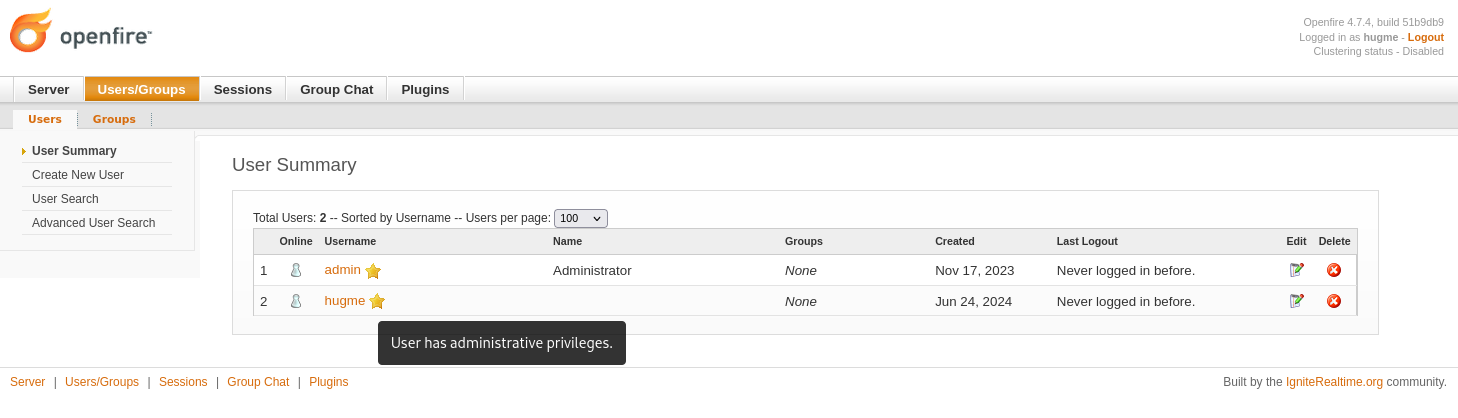 openfire™
Openfire 4.7.4, build 51b9db9
Logged in as hugme - Logout
Clustering status - Disabled
Server Users/Groups Sessions Group Chat Plugins
Users Groups
User Summary
Create New User
User Search
Advanced User Search
User Summary
Total Users: 2 -- Sorted by Username -- Users per page: 100
Online Username Name Groups Created Last Logout Edit Delete
1 admin Administrator None Nov 17, 2023 Never logged in before.
2 hugme None Jun 24, 2024 Never logged in before.
User has administrative privileges.
Server | Users/Groups | Sessions | Group Chat | Plugins
Built by the IgniteRealtime.org community.